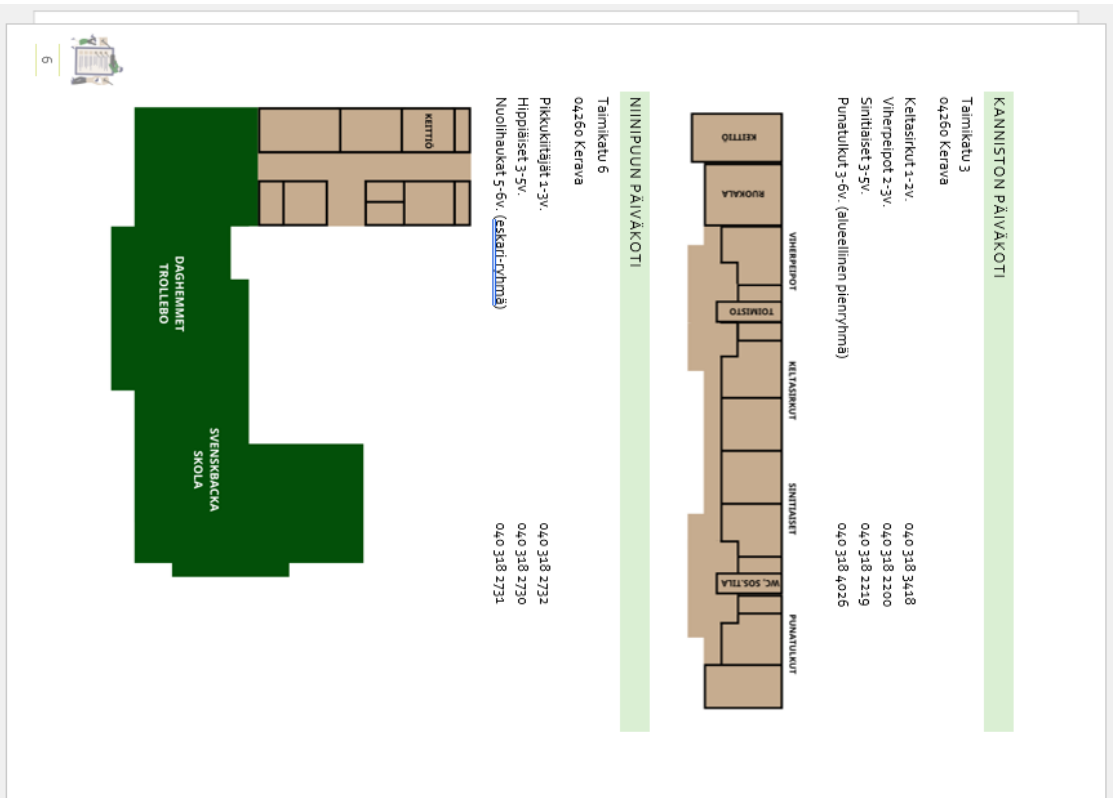 KANNISTON PÄIVÄKOTI
Taimikatu 3
04260 Kerava
Keltasirkut 1-2v. 040 318 3418
Viherpeipot 2-3v. 040 318 2200
Sinitiaiset 3-5v. 040 318 2219
Punatulkut 3-6v. (alueellinen pienryhmä) 040 318 4026
VIHERPEIPOT
KELTASIRKUT
SINITIAISET
PUNATULKUT
KEITTIÖ
RUOKALA
TOIMISTO
WC, SOS.TILA
NIINIPUUN PÄIVÄKOTI
Taimikatu 6
04260 Kerava
Pikkukiitäjät 1-3v. 040 318 2732
Hippiäiset 3-5v. 040 318 2730
Nuolihaukat 5-6v. (eskari-ryhmä) 040 318 2731
KEITTIÖ
DAGHEMMET
TROLLEBO
SVENSKBACKA
SKOLA
6